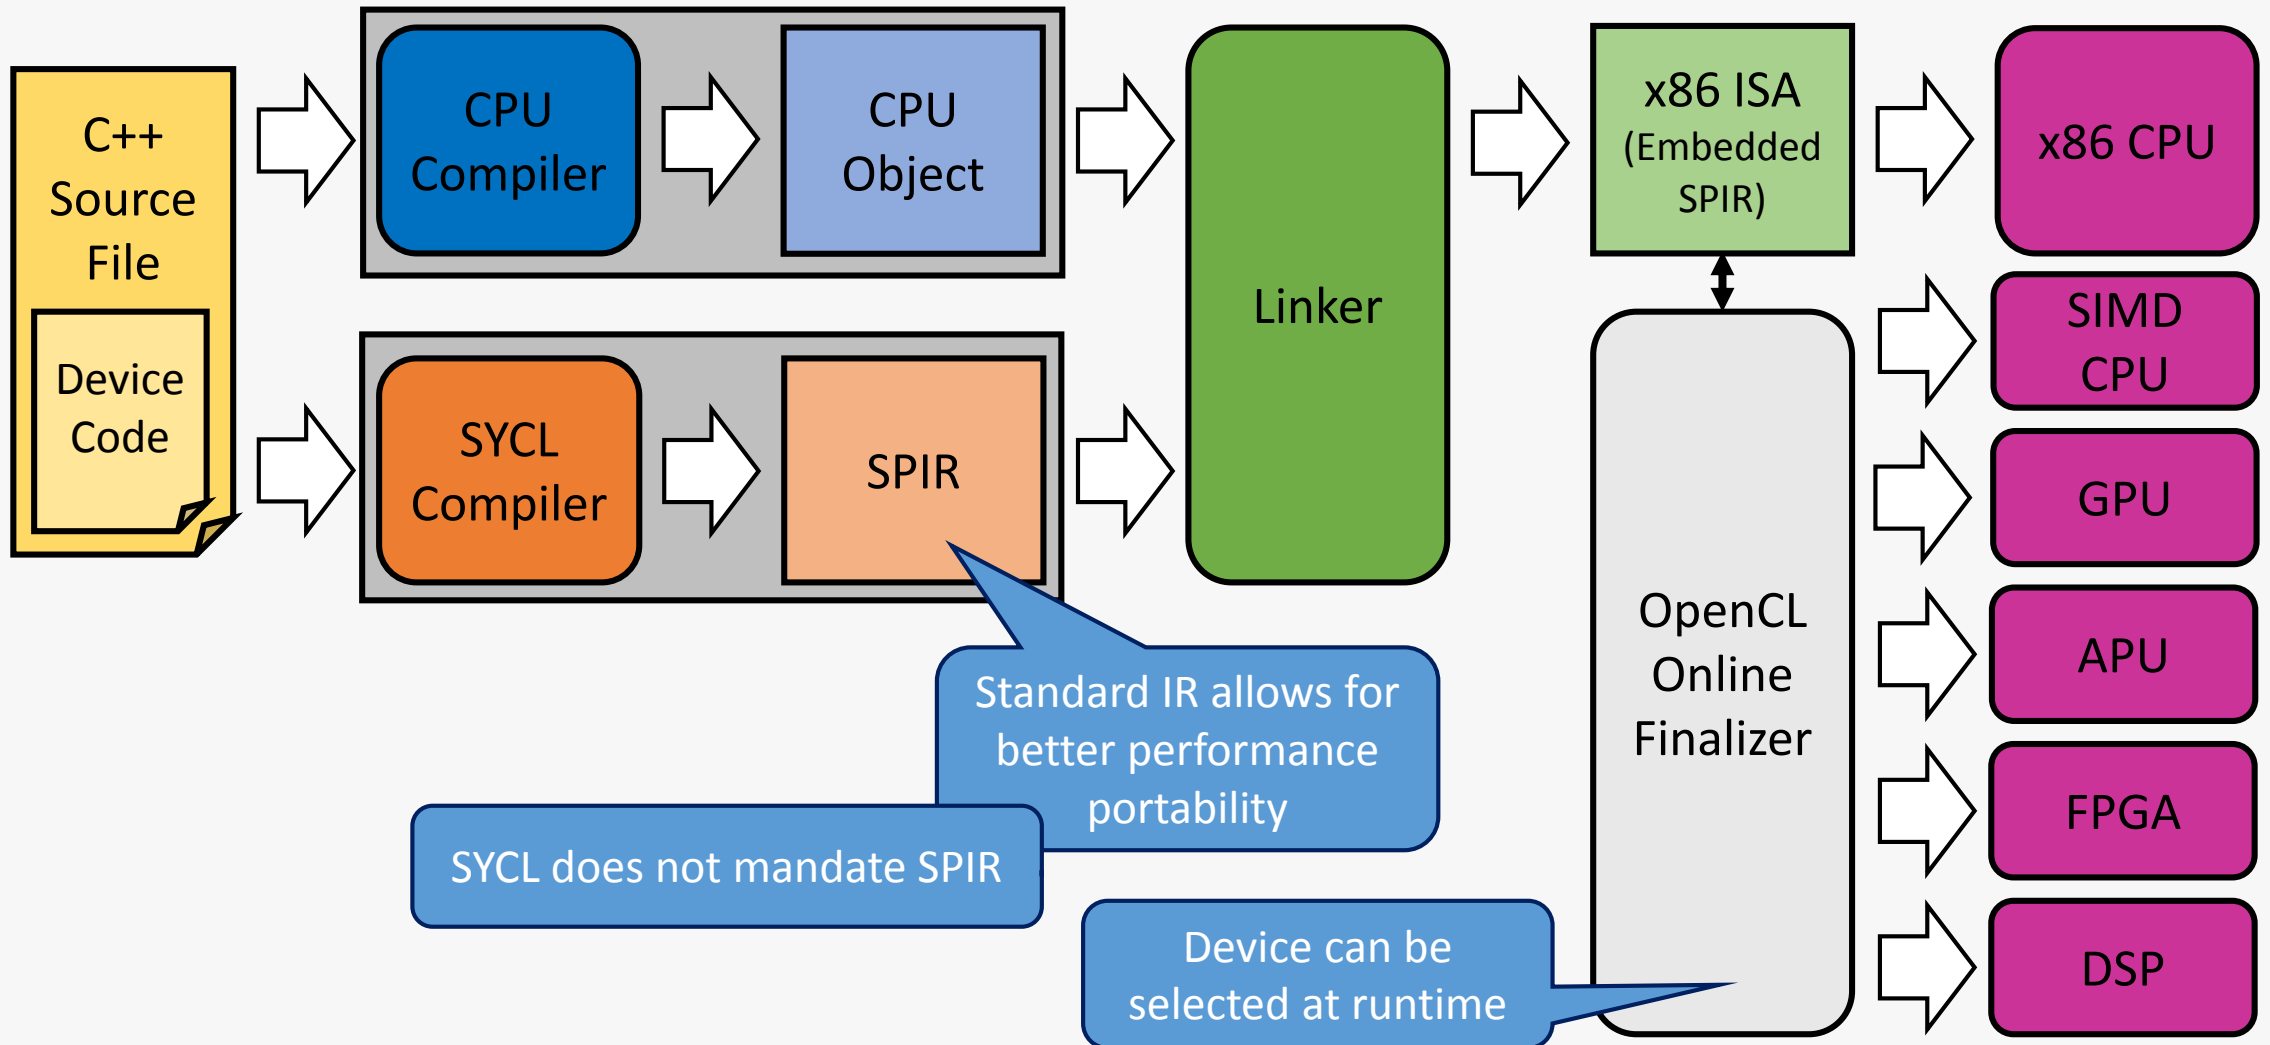 C++
Source
File
Device
Code
CPU
Compiler
CPU
Object
SYCL
Compiler
SPIR
Linker
x86 ISA
(Embedded
SPIR)
OpenCL
Online
Finalizer
x86 CPU
SIMD
CPU
GPU
APU
FPGA
DSP
Standard IR allows for
better performance
portability
SYCL does not mandate SPIR
Device can be
selected at runtime